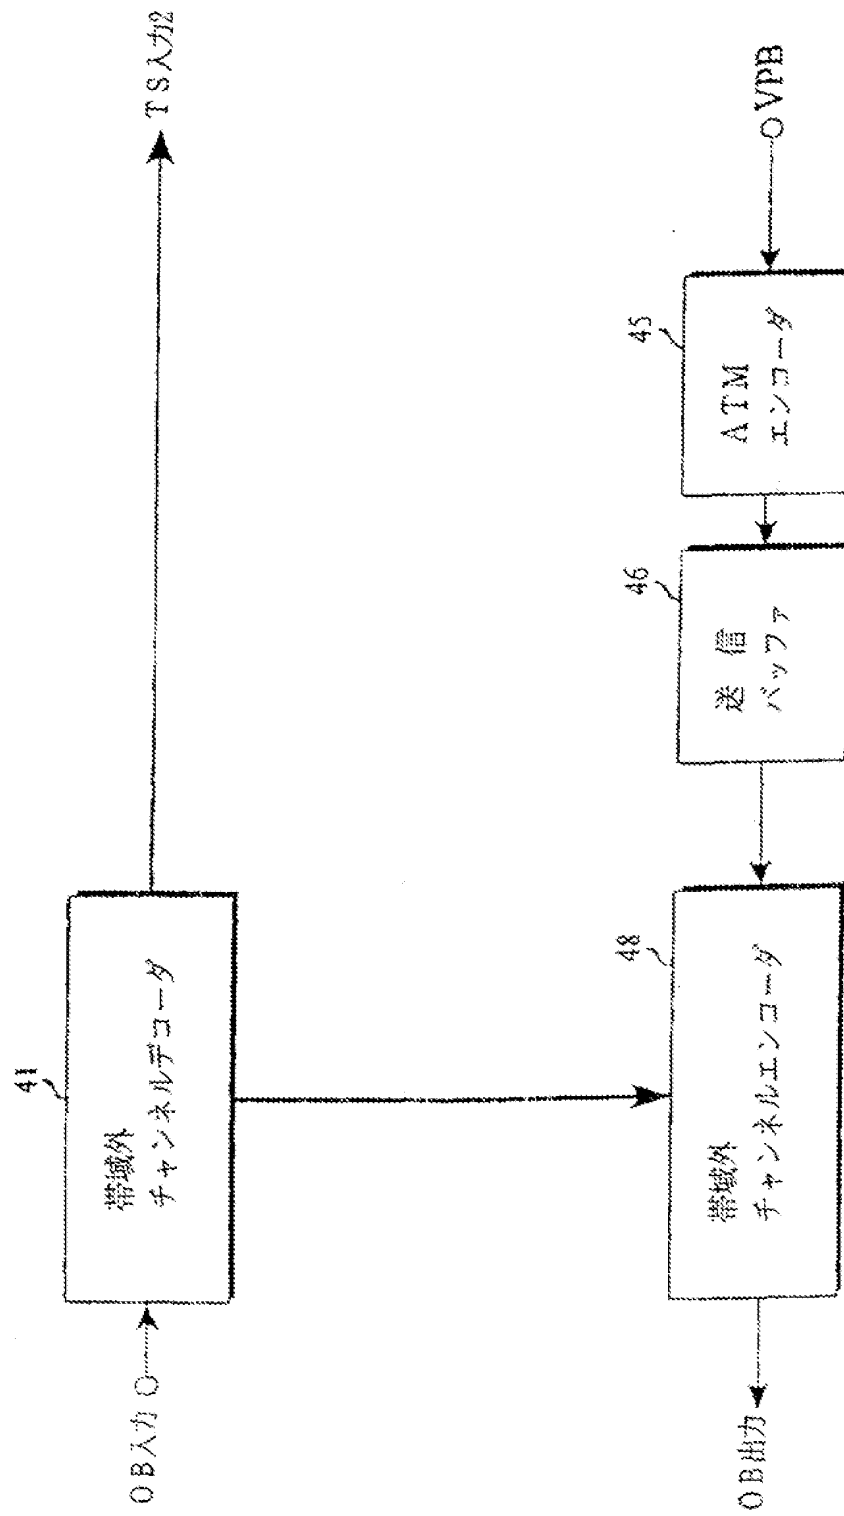 41
OB入力
帯域外
チャンネルデコーダ
TS入力2
48
46
45
OB出力
帯域外
チャンネルエンコーダ
送信
バッファ
ATM
エンコーダ
VPB